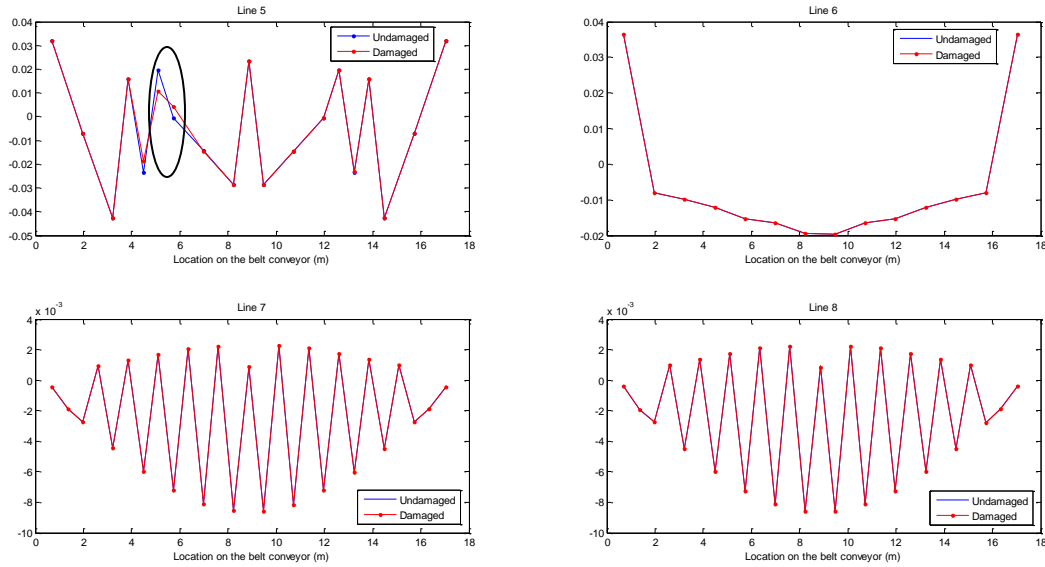 Line 5
0.04
0.03
0.02
0.01
0
-0.01
-0.02
-0.03
-0.04
-0.05
0 2 4 6 8 10 12 14 16 18
Location on the belt conveyor (m)
Undamaged
Damaged
Line 6
0.04
0.03
0.02
0.01
0
-0.01
-0.02
0 2 4 6 8 10 12 14 16 18
Location on the belt conveyor (m)
Undamaged
Damaged
Line 7
x 10^-3
4
2
0
-2
-4
-6
-8
-10
0 2 4 6 8 10 12 14 16 18
Location on the belt conveyor (m)
Undamaged
Damaged
Line 8
x 10^-3
4
2
0
-2
-4
-6
-8
-10
0 2 4 6 8 10 12 14 16 18
Location on the belt conveyor (m)
Undamaged
Damaged